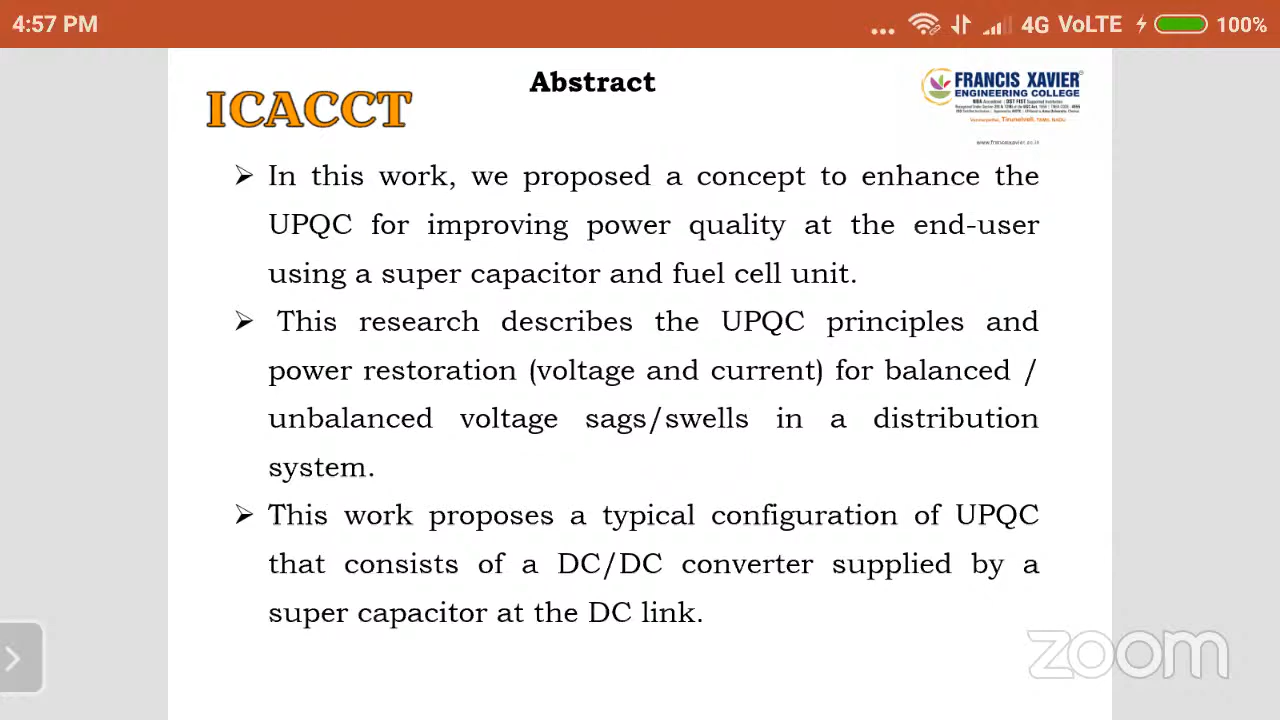 4:57 PM
4G VoLTE
100%
Abstract
ICACCT
FRANCIS XAVIER
ENGINEERING COLLEGE
www.francisxavier.ac.in
In this work, we proposed a concept to enhance the
UPQC for improving power quality at the end-user
using a super capacitor and fuel cell unit.
This research describes the UPQC principles and
power restoration (voltage and current) for balanced /
unbalanced voltage sags/swells in a distribution
system.
This work proposes a typical configuration of UPQC
that consists of a DC/DC converter supplied by a
super capacitor at the DC link.
zoom